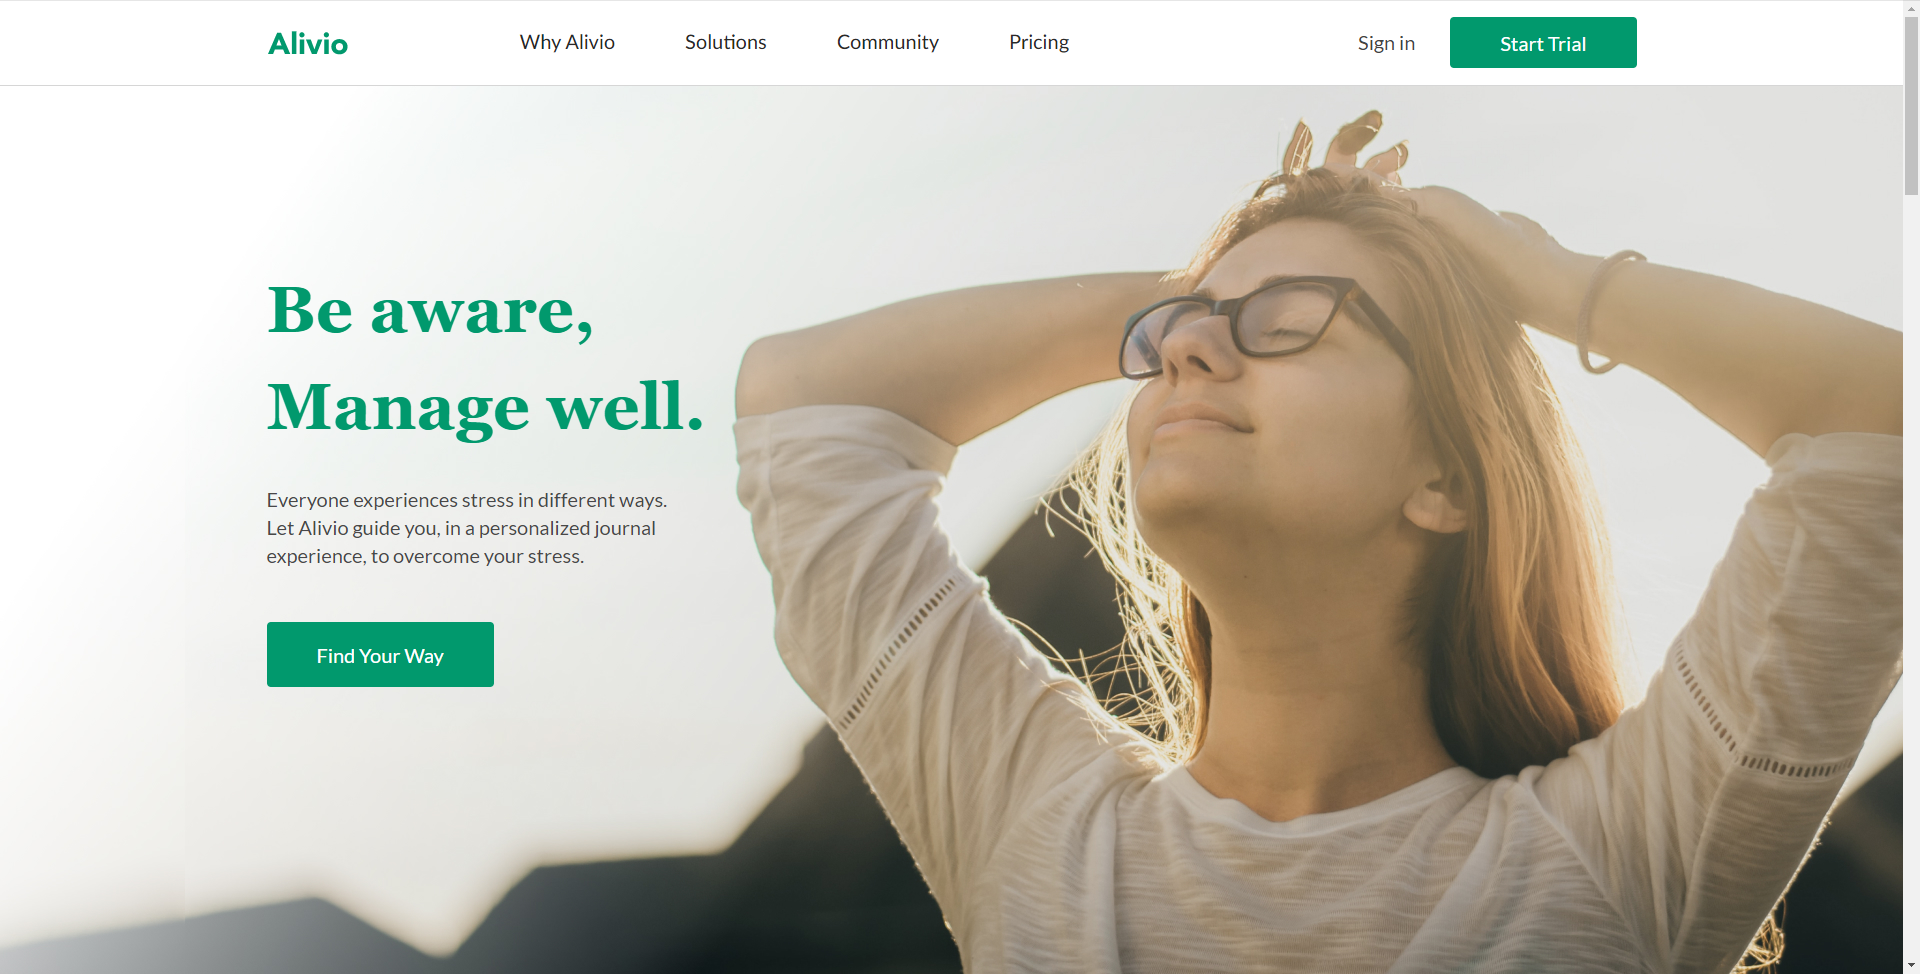 Alivio
Why Alivio
Solutions
Community
Pricing
Sign in
Start Trial
Be aware,
Manage well.
Everyone experiences stress in different ways.
Let Alivio guide you, in a personalized journal
experience, to overcome your stress.
Find Your Way